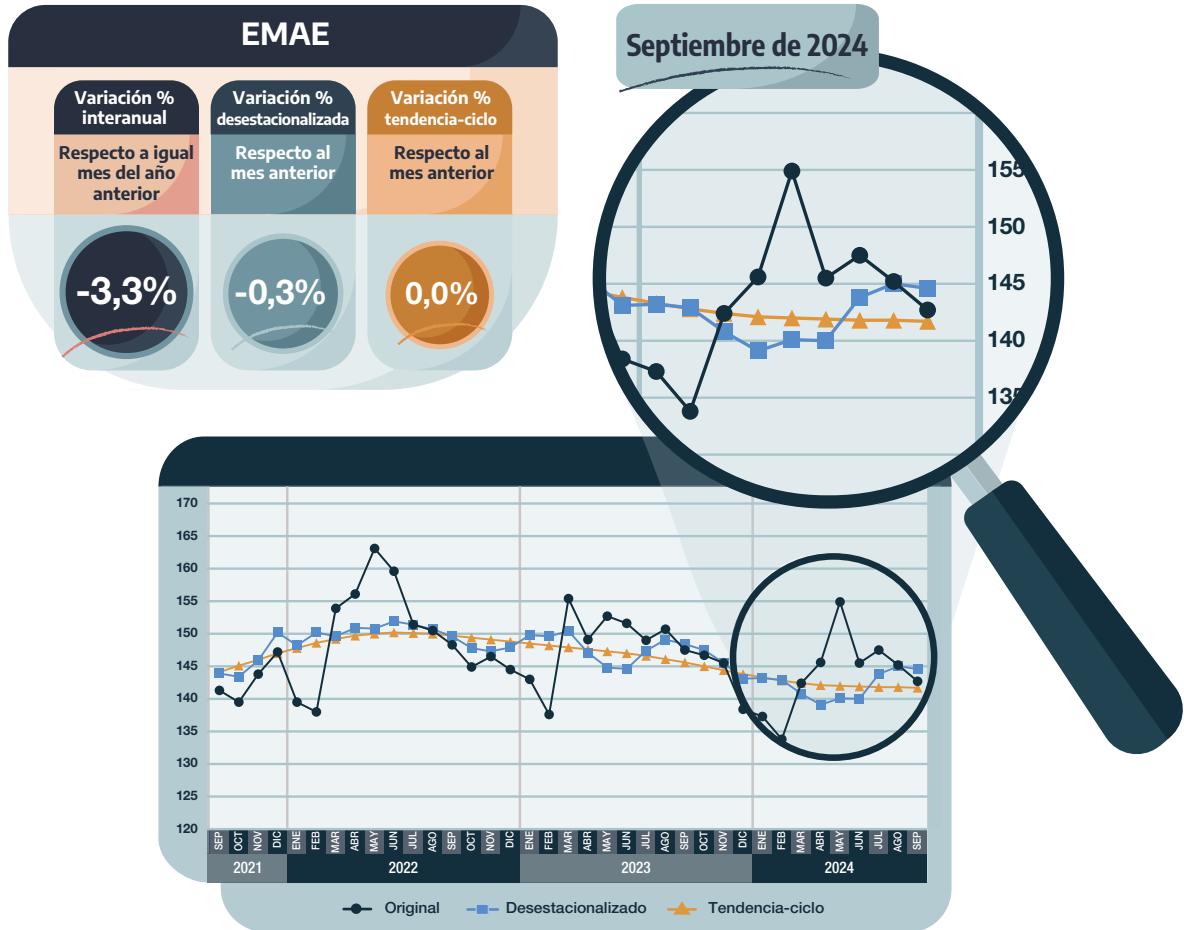 EMAE
Septiembre de 2024
Variación %
interanual
Variación %
desestacionalizada
Variación %
tendencia-ciclo
Respecto a igual
mes del año
anterior
Respecto al
mes anterior
Respecto al
mes anterior
-3,3%
-0,3%
0,0%
155
150
145
140
135
170
165
160
155
150
145
140
135
130
125
120
SEP OCT NOV DIC ENE FEB MAR ABR MAY JUN JUL AGO SEP OCT NOV DIC ENE FEB MAR ABR MAY JUN JUL AGO SEP OCT NOV DIC ENE FEB MAR ABR MAY JUN JUL AGO SEP
2021 2022 2023 2024
Original Desestacionalizado Tendencia-ciclo